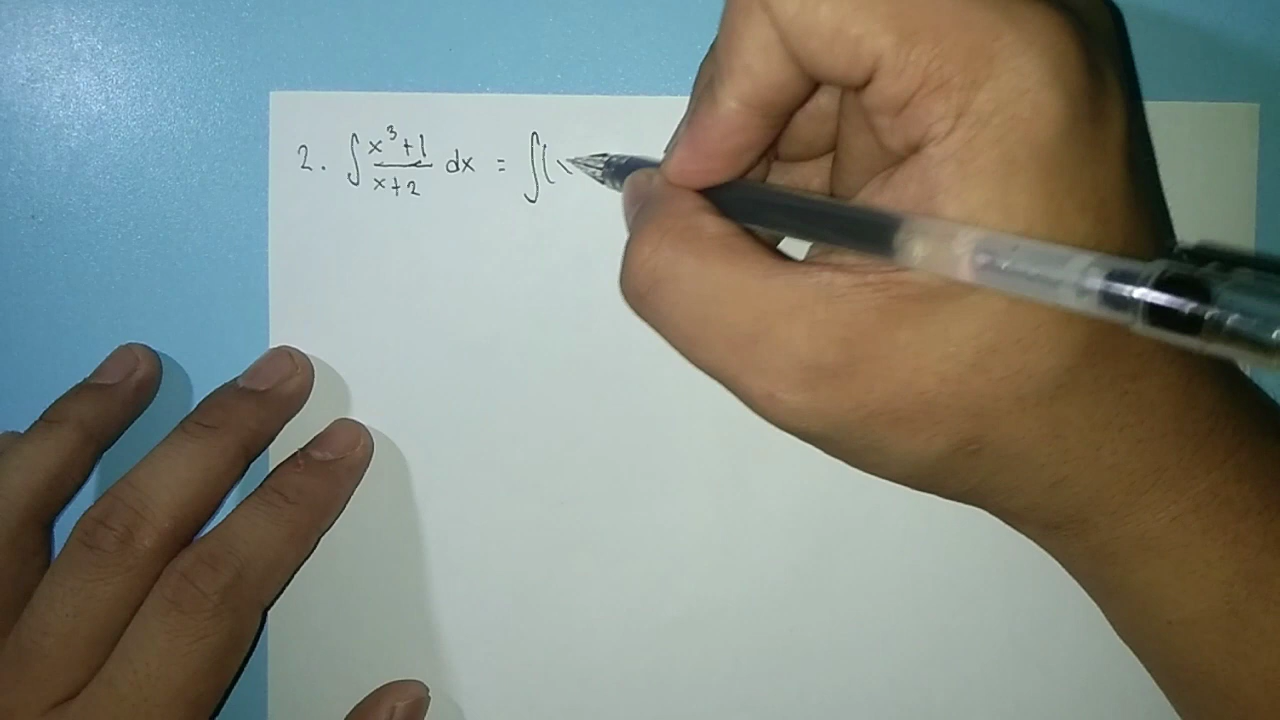 2. ∫ x³+1 / x+2 dx = ∫(